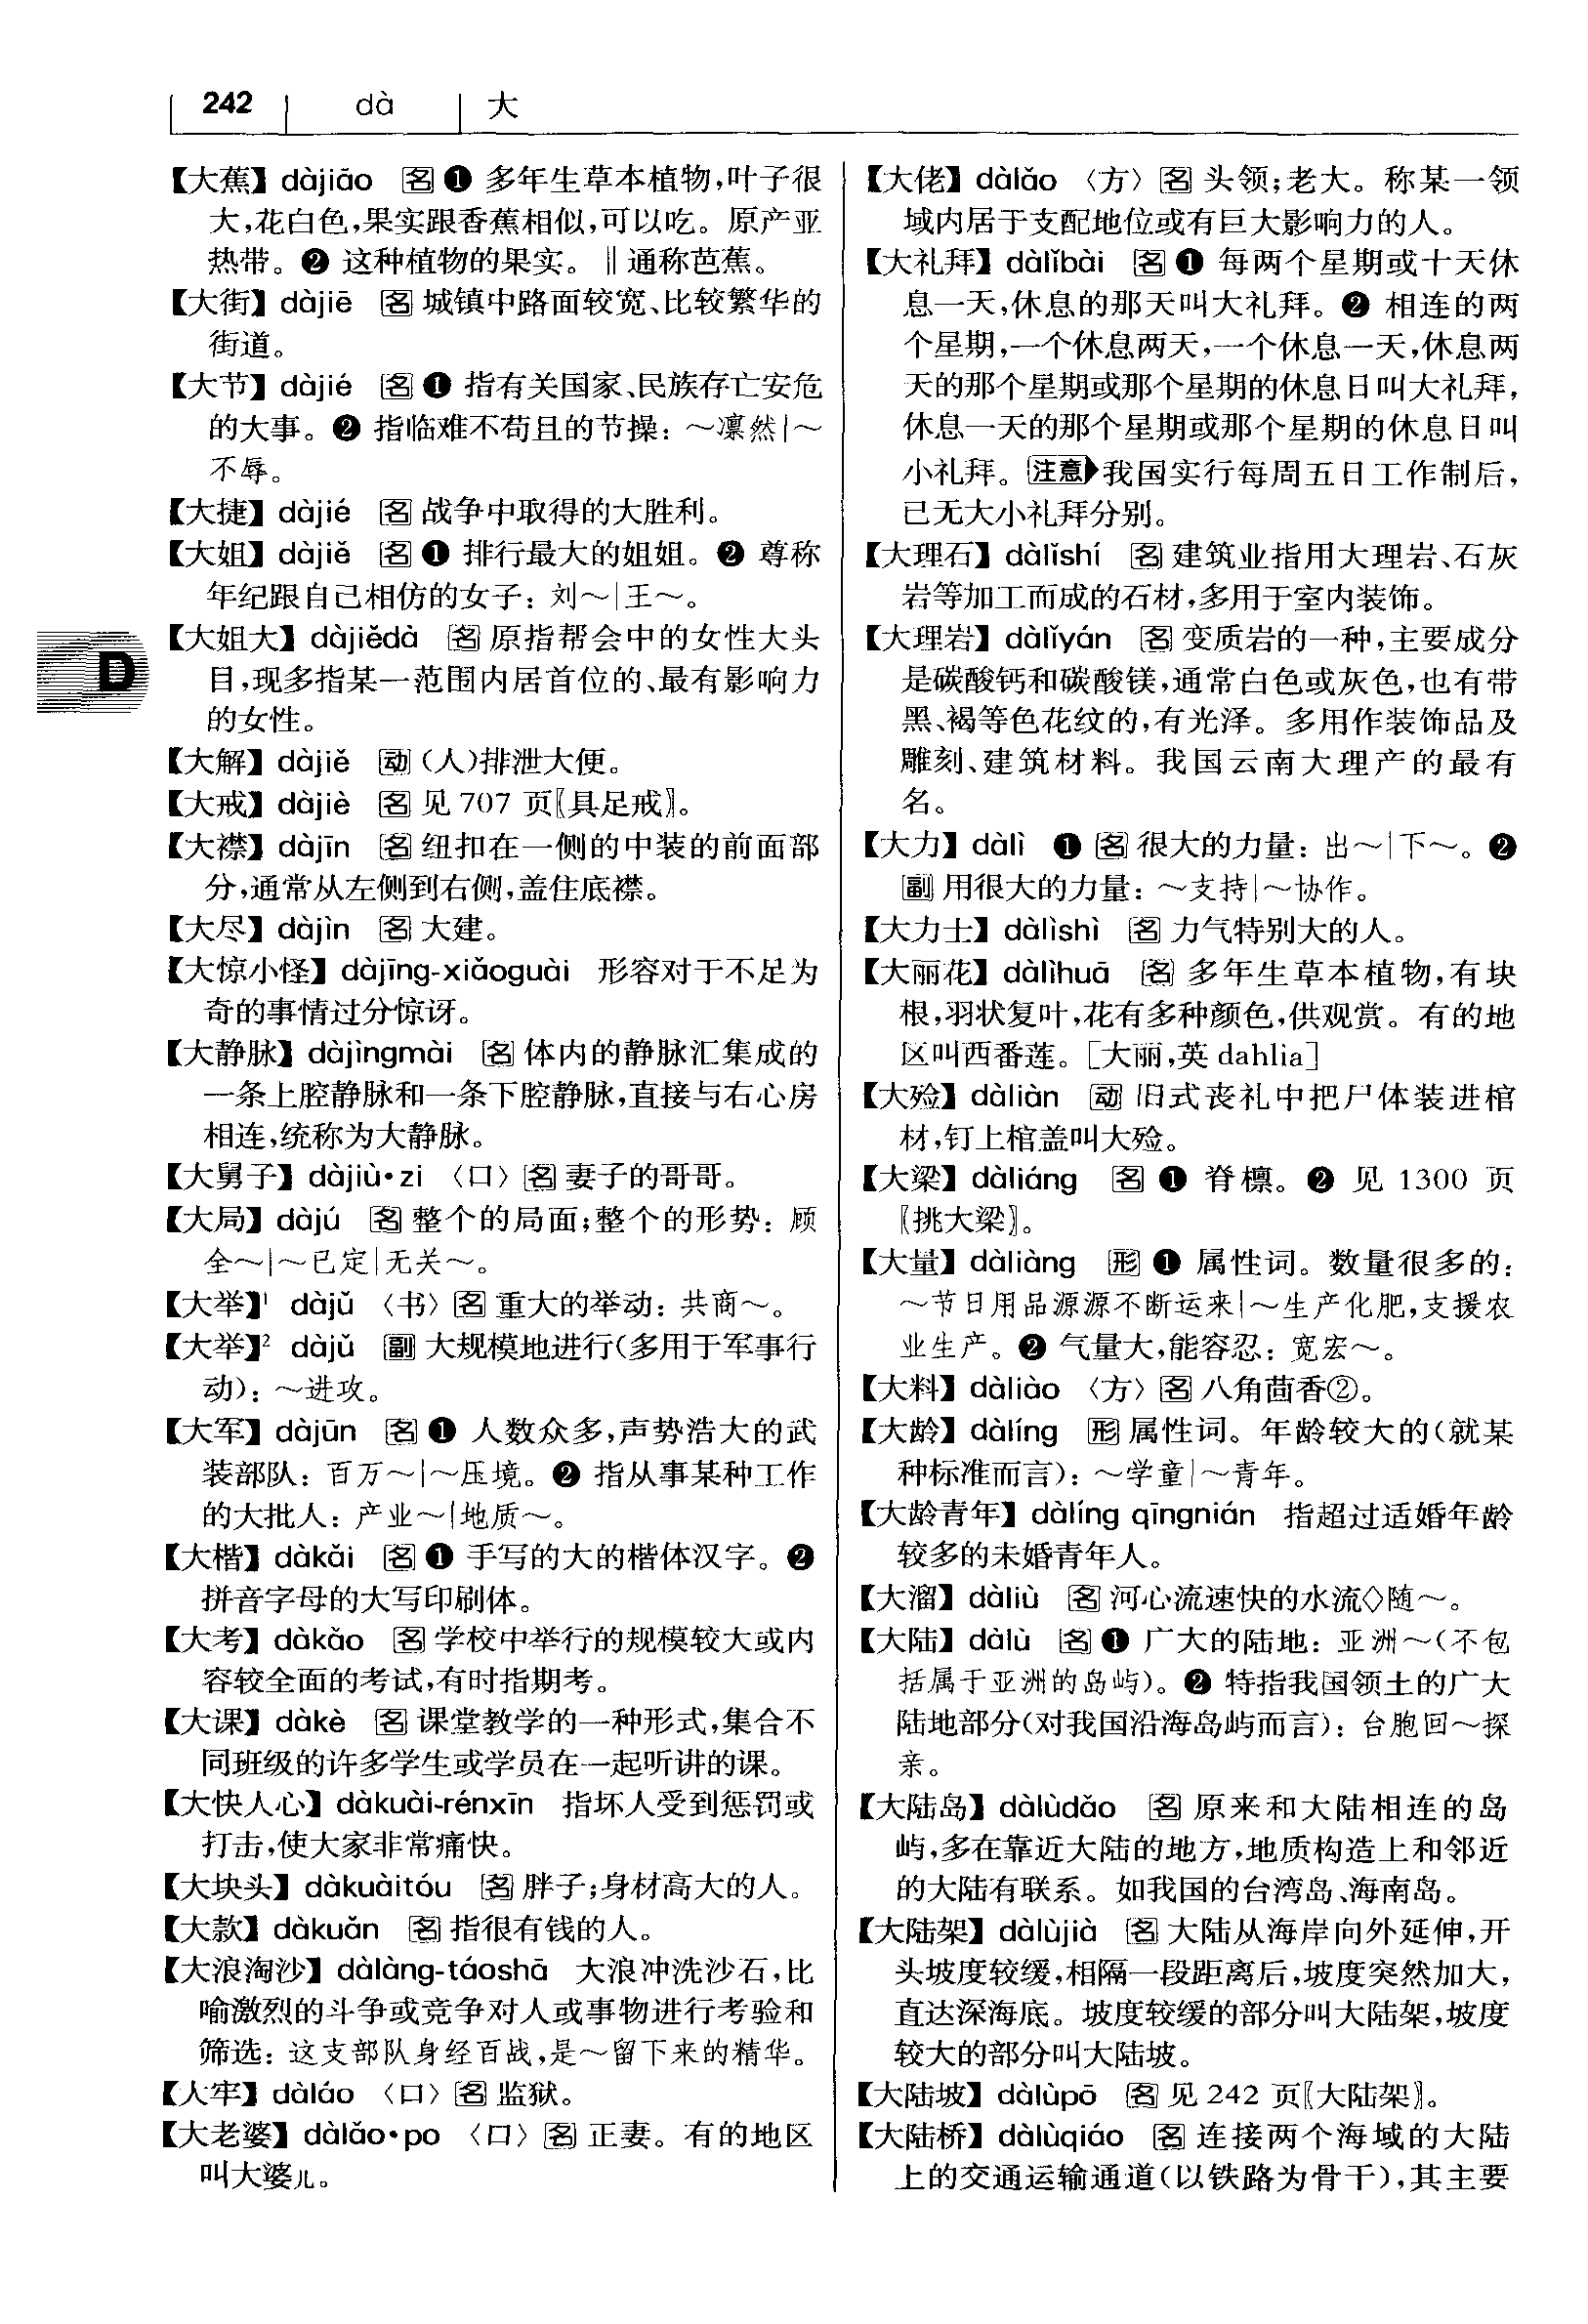 242 dà 大
【大蕉】dàjiāo 名 ❶ 多年生草本植物,叶子很
大,花白色,果实跟香蕉相似,可以吃。原产亚
热带。❷ 这种植物的果实。‖通称芭蕉。
【大街】dàjiē 名 城镇中路面较宽、比较繁华的
街道。
【大节】dàjié 名 ❶ 指有关国家、民族存亡安危
的大事。❷ 指临难不苟且的节操：～凛然|～
不辱。
【大捷】dàjié 名 战争中取得的大胜利。
【大姐】dàjiě 名 ❶ 排行最大的姐姐。❷ 尊称
年纪跟自己相仿的女子：刘～|王～。
【大姐大】dàjiědà 名 原指帮会中的女性大头
目,现多指某一范围内居首位的、最有影响力
的女性。
【大解】dàjiě 动 (人)排泄大便。
【大戒】dàjiè 名 见 707 页〖具足戒〗。
【大襟】dàjīn 名 纽扣在一侧的中装的前面部
分,通常从左侧到右侧,盖住底襟。
【大尽】dàjìn 名 大建。
【大惊小怪】dàjīng-xiǎoguài 形容对于不足为
奇的事情过分惊讶。
【大静脉】dàjìngmài 名 体内的静脉汇集成的
一条上腔静脉和一条下腔静脉,直接与右心房
相连,统称为大静脉。
【大舅子】dàjiù•zi 〈口〉名 妻子的哥哥。
【大局】dàjú 名 整个的局面;整个的形势：顾
全～|～已定|无关～。
【大举】¹ dàjǔ 〈书〉名 重大的举动：共商～。
【大举】² dàjǔ 副 大规模地进行(多用于军事行
动)：～进攻。
【大军】dàjūn 名 ❶ 人数众多,声势浩大的武
装部队：百万～|～压境。❷ 指从事某种工作
的大批人：产业～|地质～。
【大楷】dàkǎi 名 ❶ 手写的大的楷体汉字。❷
拼音字母的大写印刷体。
【大考】dàkǎo 名 学校中举行的规模较大或内
容较全面的考试,有时指期考。
【大课】dàkè 名 课堂教学的一种形式,集合不
同班级的许多学生或学员在一起听讲的课。
【大快人心】dàkuài-rénxīn 指坏人受到惩罚或
打击,使大家非常痛快。
【大块头】dàkuàitóu 名 胖子;身材高大的人。
【大款】dàkuǎn 名 指很有钱的人。
【大浪淘沙】dàlàng-táoshā 大浪冲洗沙石,比
喻激烈的斗争或竞争对人或事物进行考验和
筛选：这支部队身经百战,是～留下来的精华。
【大牢】dàláo 〈口〉名 监狱。
【大老婆】dàlǎo•po 〈口〉名 正妻。有的地区
叫大婆儿。
D
【大佬】dàlǎo 〈方〉名 头领;老大。称某一领
域内居于支配地位或有巨大影响力的人。
【大礼拜】dàlǐbài 名 ❶ 每两个星期或十天休
息一天,休息的那天叫大礼拜。❷ 相连的两
个星期,一个休息两天,一个休息一天,休息两
天的那个星期或那个星期的休息日叫大礼拜,
休息一天的那个星期或那个星期的休息日叫
小礼拜。注意 我国实行每周五日工作制后,
已无大小礼拜分别。
【大理石】dàlǐshí 名 建筑业指用大理岩、石灰
岩等加工而成的石材,多用于室内装饰。
【大理岩】dàlǐyán 名 变质岩的一种,主要成分
是碳酸钙和碳酸镁,通常白色或灰色,也有带
黑、褐等色花纹的,有光泽。多用作装饰品及
雕刻、建筑材料。我国云南大理产的最有
名。
【大力】dàlì ❶ 名 很大的力量：出～|下～。❷
副 用很大的力量：～支持|～协作。
【大力士】dàlìshì 名 力气特别大的人。
【大丽花】dàlìhuā 名 多年生草本植物,有块
根,羽状复叶,花有多种颜色,供观赏。有的地
区叫西番莲。[大丽,英 dahlia]
【大殓】dàliàn 动 旧式丧礼中把尸体装进棺
材,钉上棺盖叫大殓。
【大梁】dàliáng 名 ❶ 脊檩。❷ 见 1300 页
〖挑大梁〗。
【大量】dàliàng 形 ❶ 属性词。数量很多的：
～节日用品源源不断运来|～生产化肥,支援农
业生产。❷ 气量大,能容忍：宽宏～。
【大料】dàliào 〈方〉名 八角茴香②。
【大龄】dàlíng 形 属性词。年龄较大的(就某
种标准而言)：～学童|～青年。
【大龄青年】dàlíng qīngnián 指超过适婚年龄
较多的未婚青年人。
【大溜】dàliù 名 河心流速快的水流◇随～。
【大陆】dàlù 名 ❶ 广大的陆地：亚洲～(不包
括属于亚洲的岛屿)。❷ 特指我国领土的广大
陆地部分(对我国沿海岛屿而言)：台胞回～探
亲。
【大陆岛】dàlùdǎo 名 原来和大陆相连的岛
屿,多在靠近大陆的地方,地质构造上和邻近
的大陆有联系。如我国的台湾岛、海南岛。
【大陆架】dàlùjià 名 大陆从海岸向外延伸,开
头坡度较缓,相隔一段距离后,坡度突然加大,
直达深海底。坡度较缓的部分叫大陆架,坡度
较大的部分叫大陆坡。
【大陆坡】dàlùpō 名 见 242 页〖大陆架〗。
【大陆桥】dàlùqiáo 名 连接两个海域的大陆
上的交通运输通道(以铁路为骨干),其主要